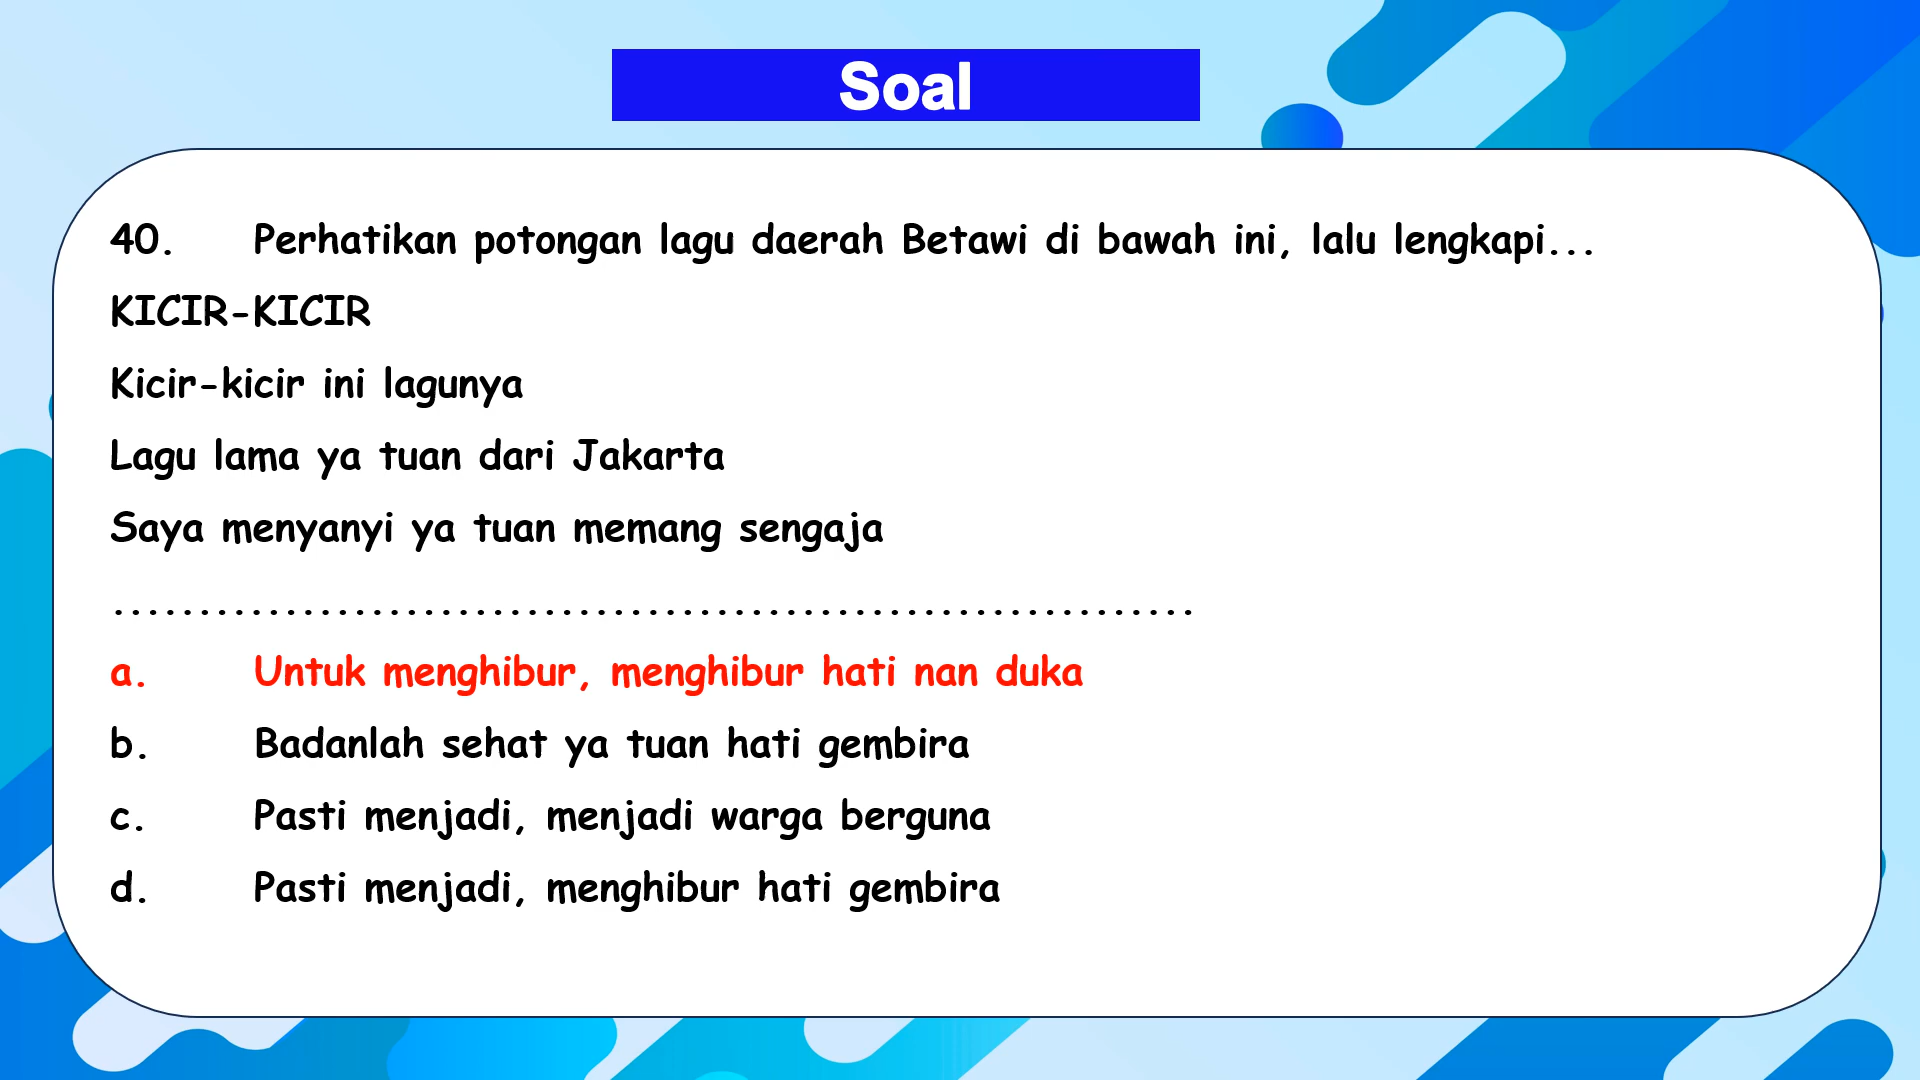 Soal
40. Perhatikan potongan lagu daerah Betawi di bawah ini, lalu lengkapi...
KICIR-KICIR
Kicir-kicir ini lagunya
Lagu lama ya tuan dari Jakarta
Saya menyanyi ya tuan memang sengaja
...............................................................
a. Untuk menghibur, menghibur hati nan duka
b. Badanlah sehat ya tuan hati gembira
c. Pasti menjadi, menjadi warga berguna
d. Pasti menjadi, menghibur hati gembira